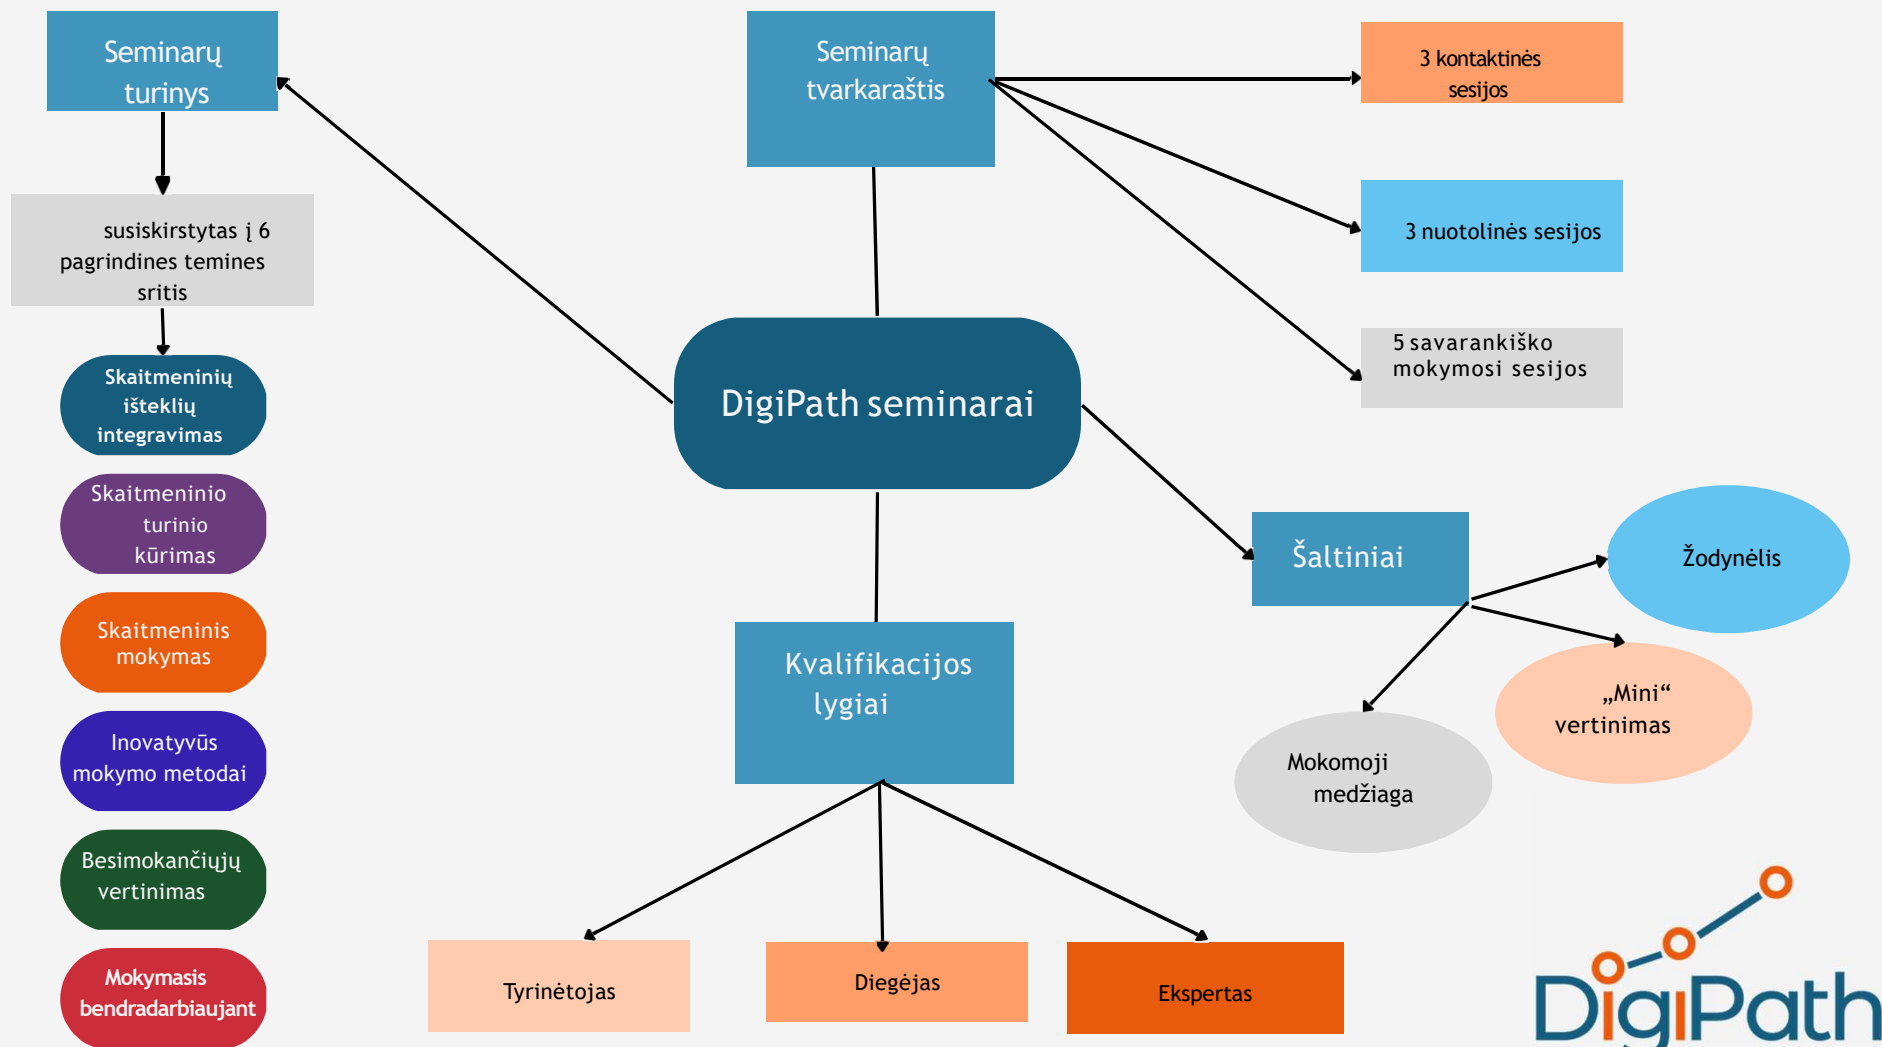 Seminarų
turinys
susiskirstytas į 6
pagrindines temines
sritis
Skaitmeninių
išteklių
integravimas
Skaitmeninio
turinio
kūrimas
Skaitmeninis
mokymas
Inovatyvūs
mokymo metodai
Besimokančiųjų
vertinimas
Mokymasis
bendradarbiaujant
Seminarų
tvarkaraštis
3 kontaktinės
sesijos
3 nuotolinės sesijos
5 savarankiško
mokymosi sesijos
DigiPath seminarai
Šaltiniai
Žodynėlis
„Mini“
vertinimas
Mokomoji
medžiaga
Kvalifikacijos
lygiai
Tyrinėtojas
Diegėjas
Ekspertas
DigiPath